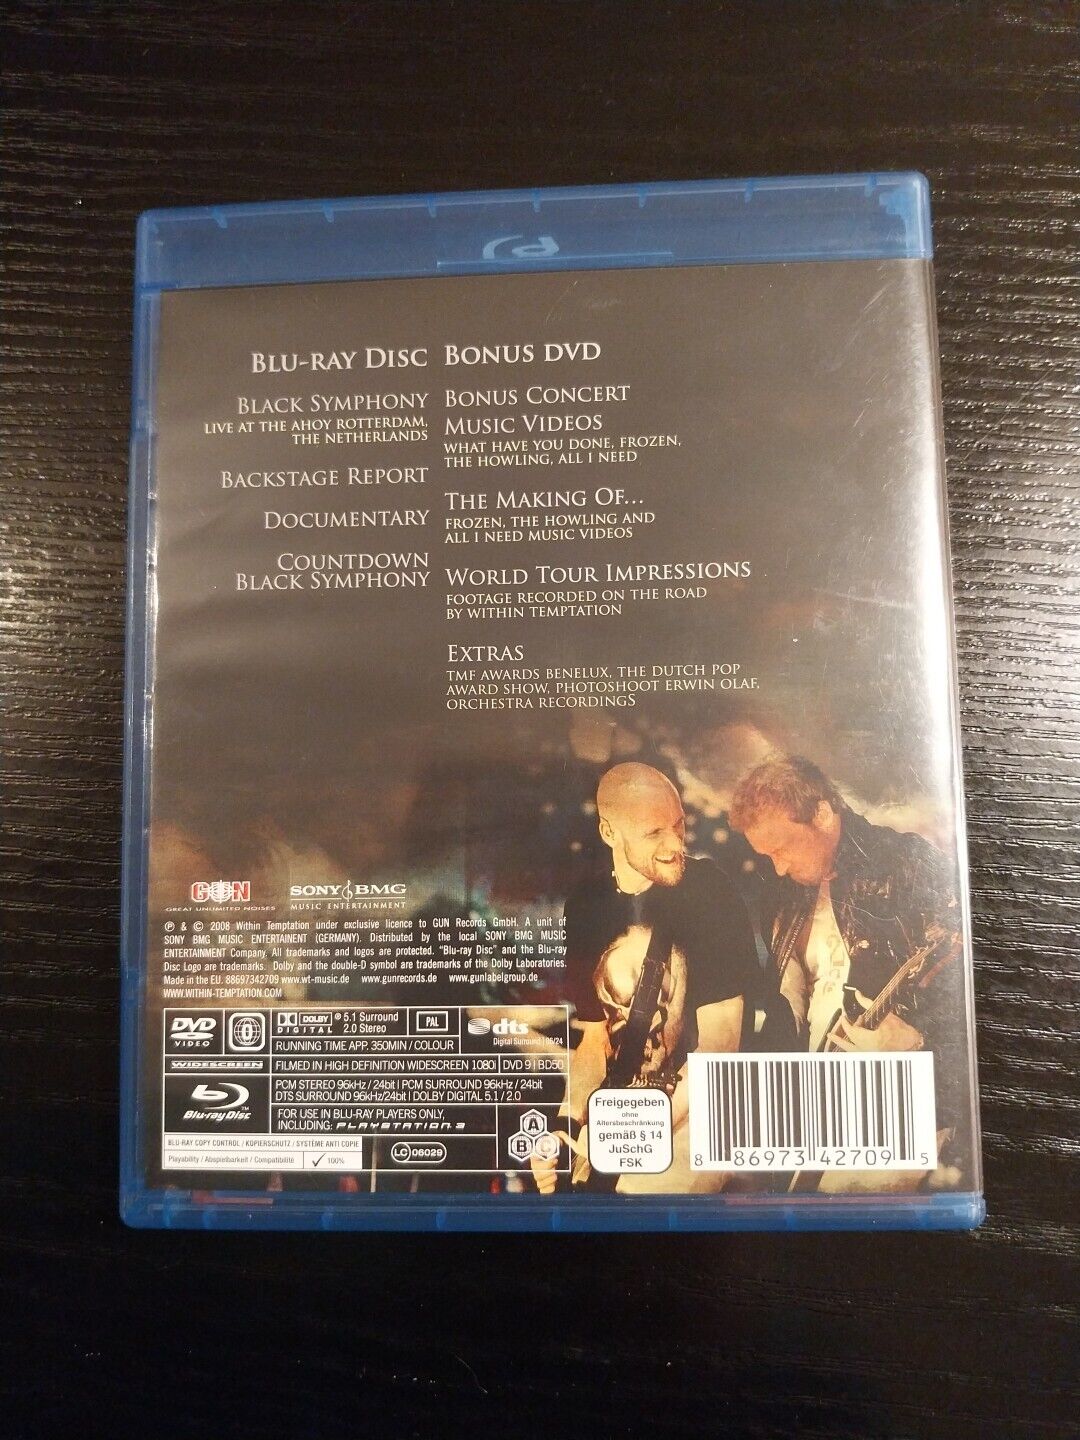 BLU-RAY DISC
BLACK SYMPHONY
LIVE AT THE AHOY ROTTERDAM,
THE NETHERLANDS
BACKSTAGE REPORT
DOCUMENTARY
COUNTDOWN
BLACK SYMPHONY
BONUS DVD
BONUS CONCERT
MUSIC VIDEOS
WHAT HAVE YOU DONE, FROZEN,
THE HOWLING, ALL I NEED
THE MAKING OF...
FROZEN, THE HOWLING AND
ALL I NEED MUSIC VIDEOS
WORLD TOUR IMPRESSIONS
FOOTAGE RECORDED ON THE ROAD
BY WITHIN TEMPTATION
EXTRAS
TMF AWARDS BENELUX, THE DUTCH POP
AWARD SHOW, PHOTOSHOOT ERWIN OLAF,
ORCHESTRA RECORDINGS
GUN
GREAT UNLIMITED NOISES
SONY BMG
MUSIC ENTERTAINMENT
℗ & © 2008 Within Temptation under exclusive licence to GUN Records GmbH. A unit of
SONY BMG MUSIC ENTERTAINMENT (GERMANY). Distributed by the local SONY BMG MUSIC
ENTERTAINMENT Company. All trademarks and logos are protected. "Blu-ray Disc" and the Blu-ray
Disc Logo are trademarks. Dolby and the double-D symbol are trademarks of the Dolby Laboratories.
Made in the EU. 88697342709 www.wt-music.de www.gunrecords.de www.gunlabelgroup.de
WWW.WITHIN-TEMPTATION.COM
DVD
VIDEO
0
DOLBY
DIGITAL
® 5.1 Surround
2.0 Stereo
PAL
RUNNING TIME APP. 350MIN / COLOUR
dts
Digital Surround | 96/24
WIDESCREEN
FILMED IN HIGH DEFINITION WIDESCREEN 1080i
DVD 9 | BD50
Blu-ray Disc™
PCM STEREO 96kHz / 24bit | PCM SURROUND 96kHz / 24bit
DTS SURROUND 96kHz/24bit | DOLBY DIGITAL 5.1 / 2.0
FOR USE IN BLU-RAY PLAYERS ONLY,
INCLUDING: PLAYSTATION 3
A
B C
BLU-RAY COPY CONTROL / KOPIERSCHUTZ / SYSTÈME ANTI COPIE
Playability / Abspielbarkeit / Compatibilité ✓ 100%
LC 06029
Freigegeben
ohne
Altersbeschränkung
gemäß § 14
JuSchG
FSK
8 86973 42709 5